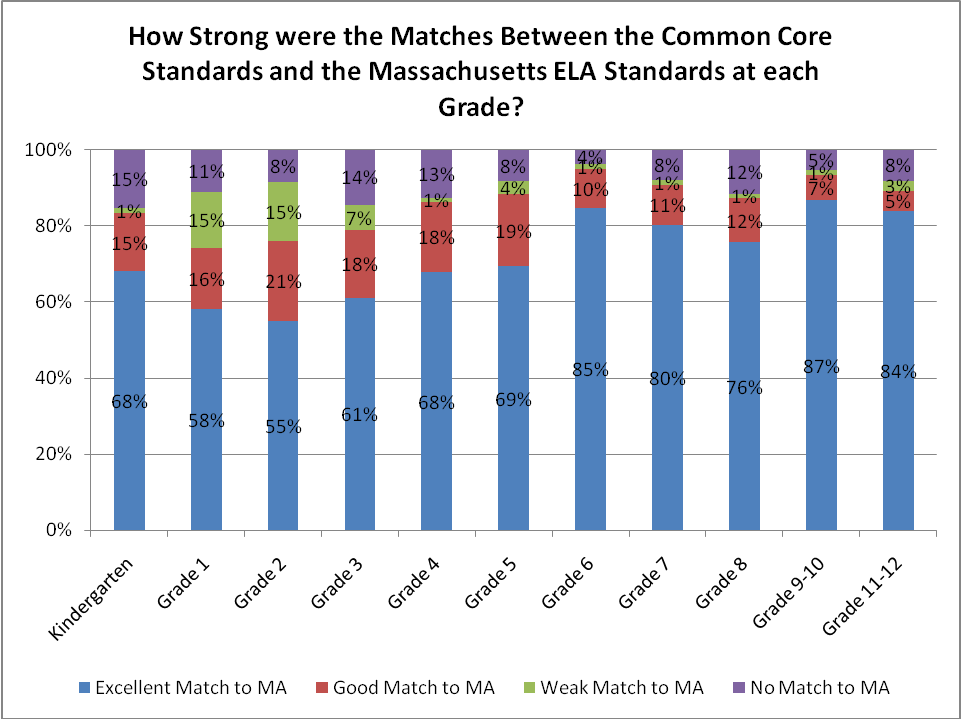 How Strong were the Matches Between the Common Core
Standards and the Massachusetts ELA Standards at each
Grade?
100%
80%
60%
40%
20%
0%
15% 11% 8% 14% 13% 8% 4% 8% 12% 5% 8%
1% 15% 15% 7% 1% 4% 1% 1% 1% 1% 3%
15% 16% 21% 18% 18% 19% 10% 11% 12% 7% 5%
68% 58% 55% 61% 68% 69% 85% 80% 76% 87% 84%
Kindergarten
Grade 1
Grade 2
Grade 3
Grade 4
Grade 5
Grade 6
Grade 7
Grade 8
Grade 9-10
Grade 11-12
Excellent Match to MA Good Match to MA Weak Match to MA No Match to MA